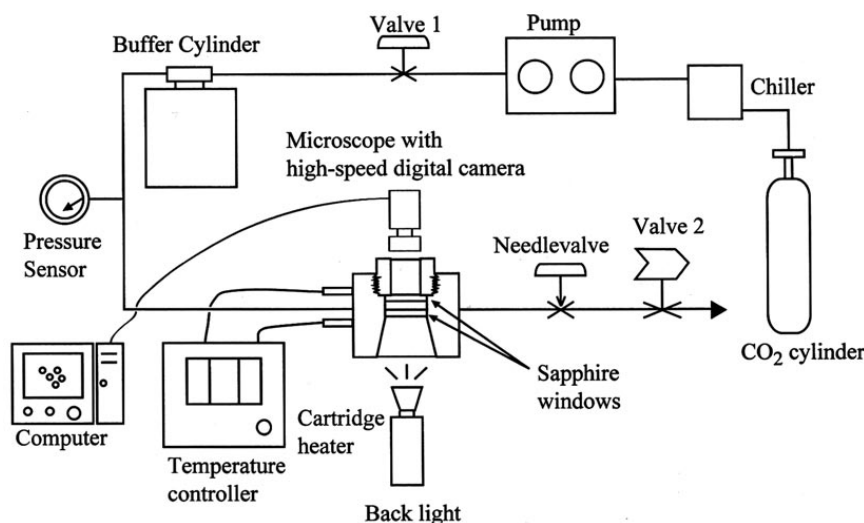 Valve 1
Pump
Buffer Cylinder
Chiller
Microscope with
high-speed digital camera
Pressure
Sensor
Needlevalve
Valve 2
CO₂ cylinder
Sapphire
windows
Computer
Cartridge
heater
Temperature
controller
Back light